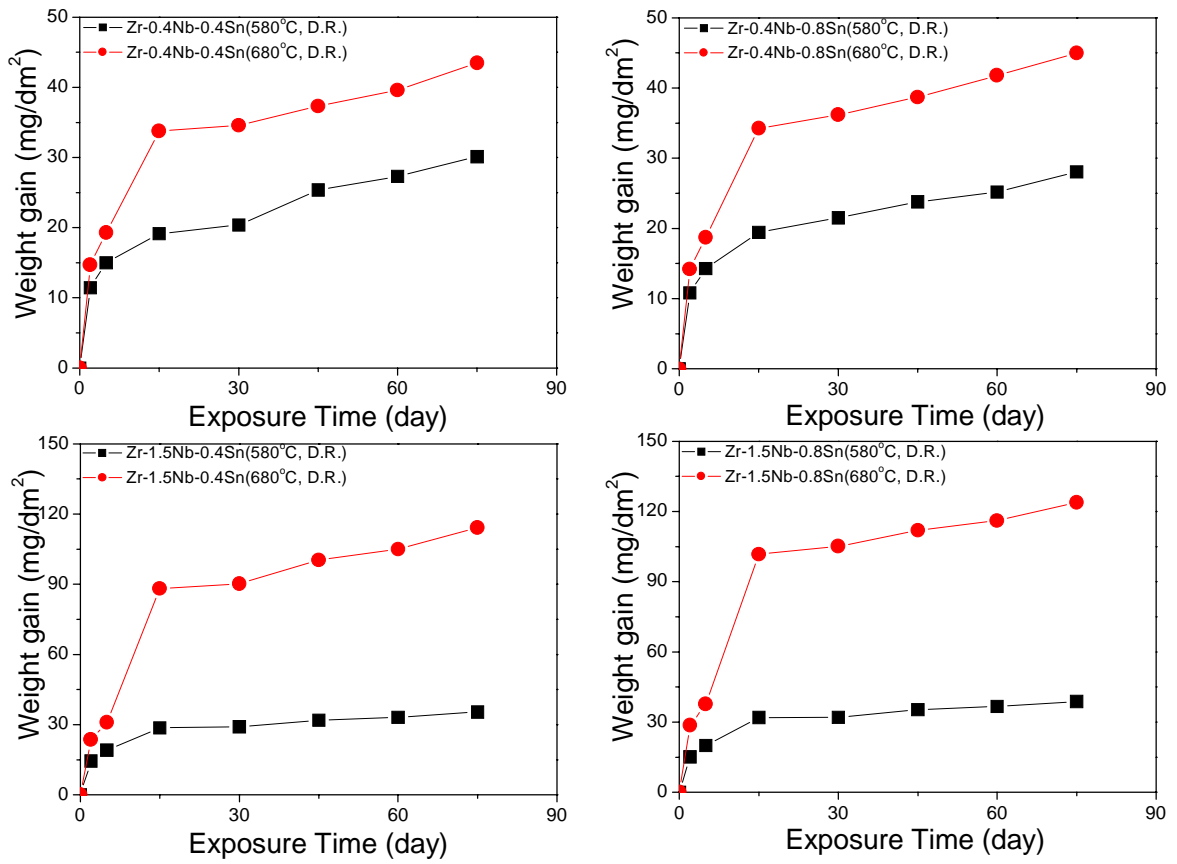 Zr-0.4Nb-0.4Sn(580°C, D.R.)
Zr-0.4Nb-0.4Sn(680°C, D.R.)
Weight gain (mg/dm²)
50
40
30
20
10
0
0 30 60 90
Exposure Time (day)
Zr-0.4Nb-0.8Sn(580°C, D.R.)
Zr-0.4Nb-0.8Sn(680°C, D.R.)
Weight gain (mg/dm²)
50
40
30
20
10
0
0 30 60 90
Exposure Time (day)
Zr-1.5Nb-0.4Sn(580°C, D.R.)
Zr-1.5Nb-0.4Sn(680°C, D.R.)
Weight gain (mg/dm²)
150
120
90
60
30
0
0 30 60 90
Exposure Time (day)
Zr-1.5Nb-0.8Sn(580°C, D.R.)
Zr-1.5Nb-0.8Sn(680°C, D.R.)
Weight gain (mg/dm²)
150
120
90
60
30
0
0 30 60 90
Exposure Time (day)